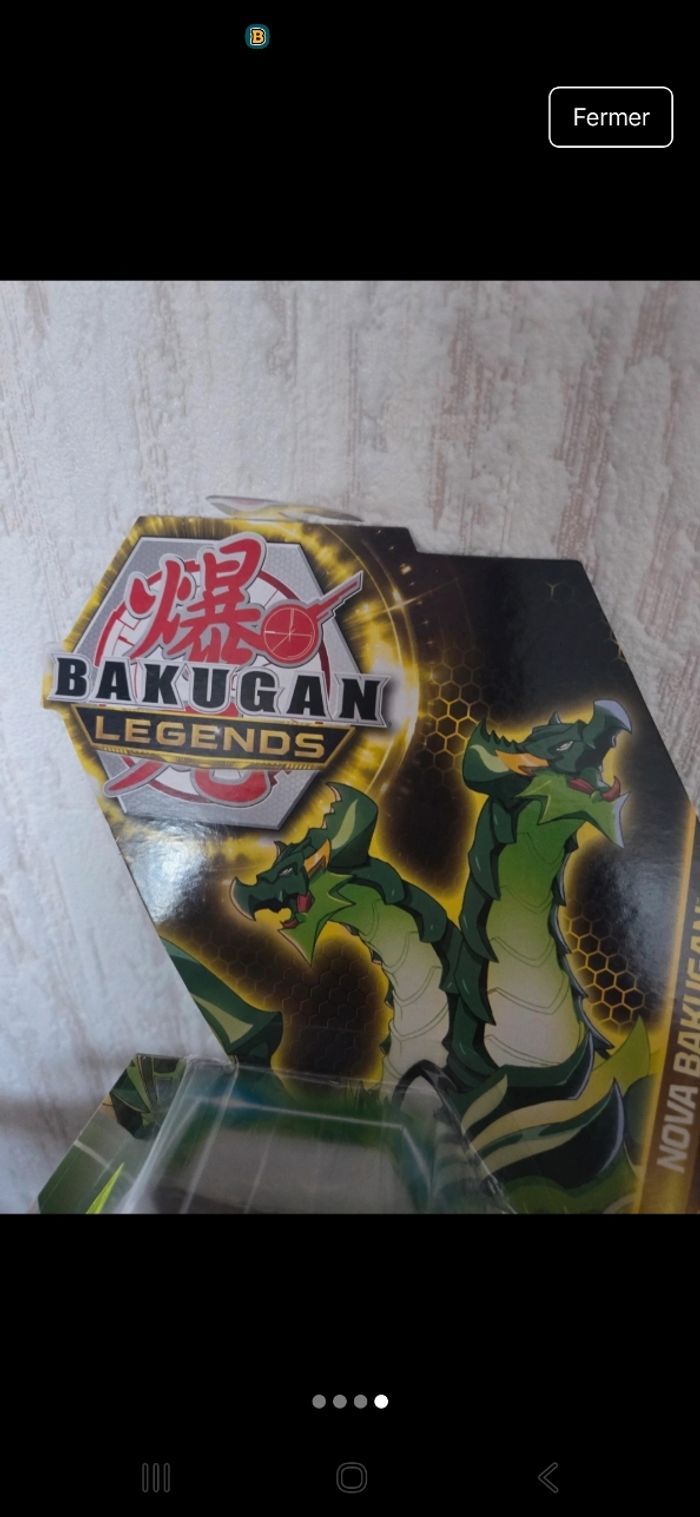 B
Fermer
爆
BAKUGAN
LEGENDS
NOVA BAKUGAN